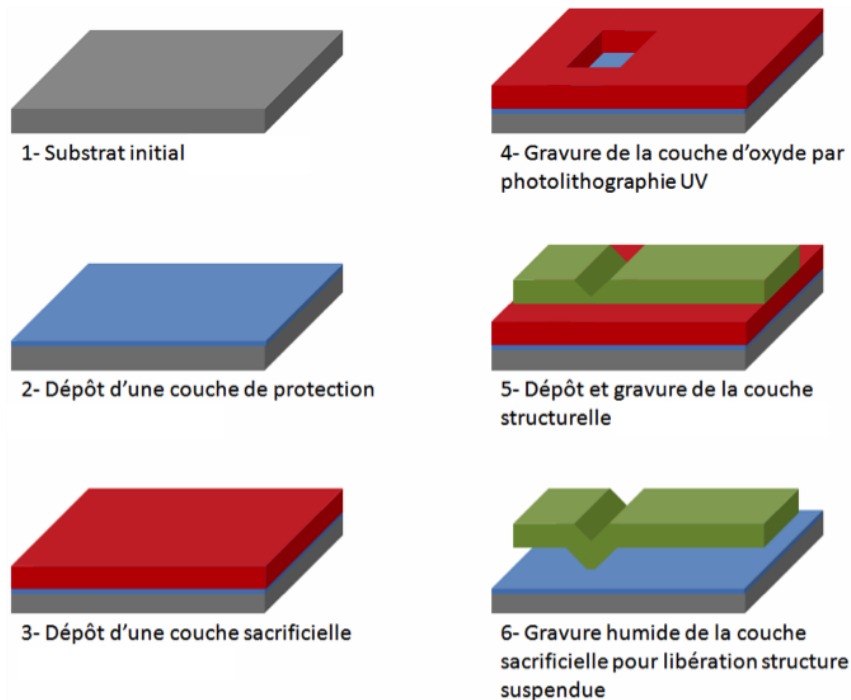 1- Substrat initial
2- Dépôt d'une couche de protection
3- Dépôt d'une couche sacrificielle
4- Gravure de la couche d'oxyde par
photolithographie UV
5- Dépôt et gravure de la couche
structurelle
6- Gravure humide de la couche
sacrificielle pour libération structure
suspendue